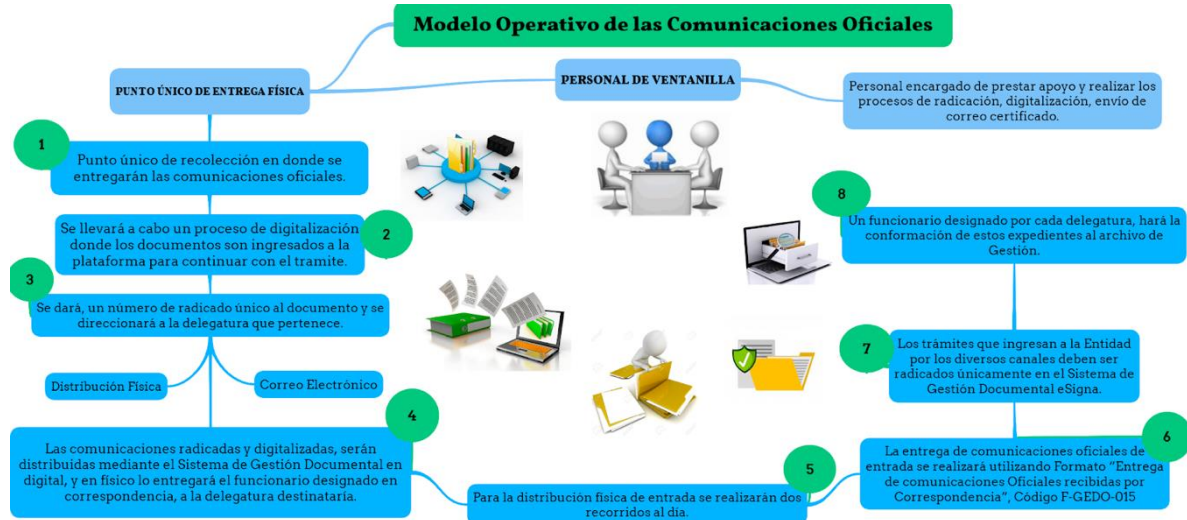 Modelo Operativo de las Comunicaciones Oficiales
PUNTO ÚNICO DE ENTREGA FÍSICA
PERSONAL DE VENTANILLA
Personal encargado de prestar apoyo y realizar los
procesos de radicación, digitalización, envío de
correo certificado.
1
Punto único de recolección en donde se
entregarán las comunicaciones oficiales.
2
Se llevará a cabo un proceso de digitalización
donde los documentos son ingresados a la
plataforma para continuar con el tramite.
3
Se dará, un número de radicado único al documento y se
direccionará a la delegatura que pertenece.
Distribución Física
Correo Electrónico
4
Las comunicaciones radicadas y digitalizadas, serán
distribuidas mediante el Sistema de Gestión Documental en
digital, y en físico lo entregará el funcionario designado en
correspondencia, a la delegatura destinataría.
5
Para la distribución física de entrada se realizarán dos
recorridos al día.
6
La entrega de comunicaciones oficiales de
entrada se realizará utilizando Formato “Entrega
de comunicaciones Oficiales recibidas por
Correspondencia”, Código F-GEDO-015
7
Los trámites que ingresan a la Entidad
por los diversos canales deben ser
radicados únicamente en el Sistema de
Gestión Documental eSigna.
8
Un funcionario designado por cada delegatura, hará la
conformación de estos expedientes al archivo de
Gestión.